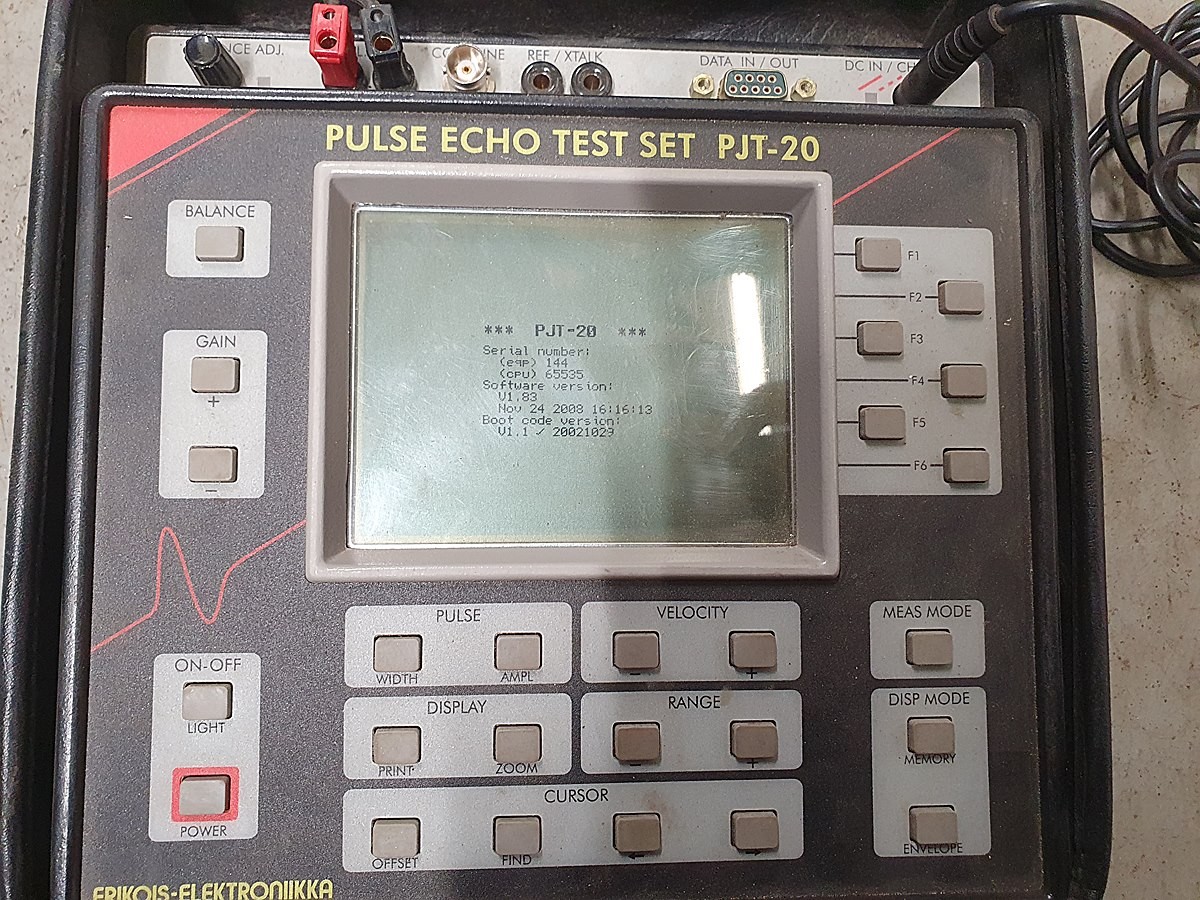 ANCE ADJ.
REF / XTALK
DATA IN / OUT
DC IN / CH
PULSE ECHO TEST SET PJT-20
BALANCE
GAIN
+
–
*** PJT-20 ***
Serial number:
(eqp) 144
(cpu) 65535
Software version:
V1.83
Nov 24 2008 16:16:13
Boot code version:
V1.1 / 20021029
F1
F2
F3
F4
F5
F6
ON-OFF
LIGHT
POWER
PULSE
WIDTH
AMPL
VELOCITY
–
+
MEAS MODE
DISPLAY
PRINT
ZOOM
RANGE
–
+
DISP MODE
MEMORY
ENVELOPE
CURSOR
OFFSET
FIND
←
→
ERIKOIS-ELEKTRONIIKKA